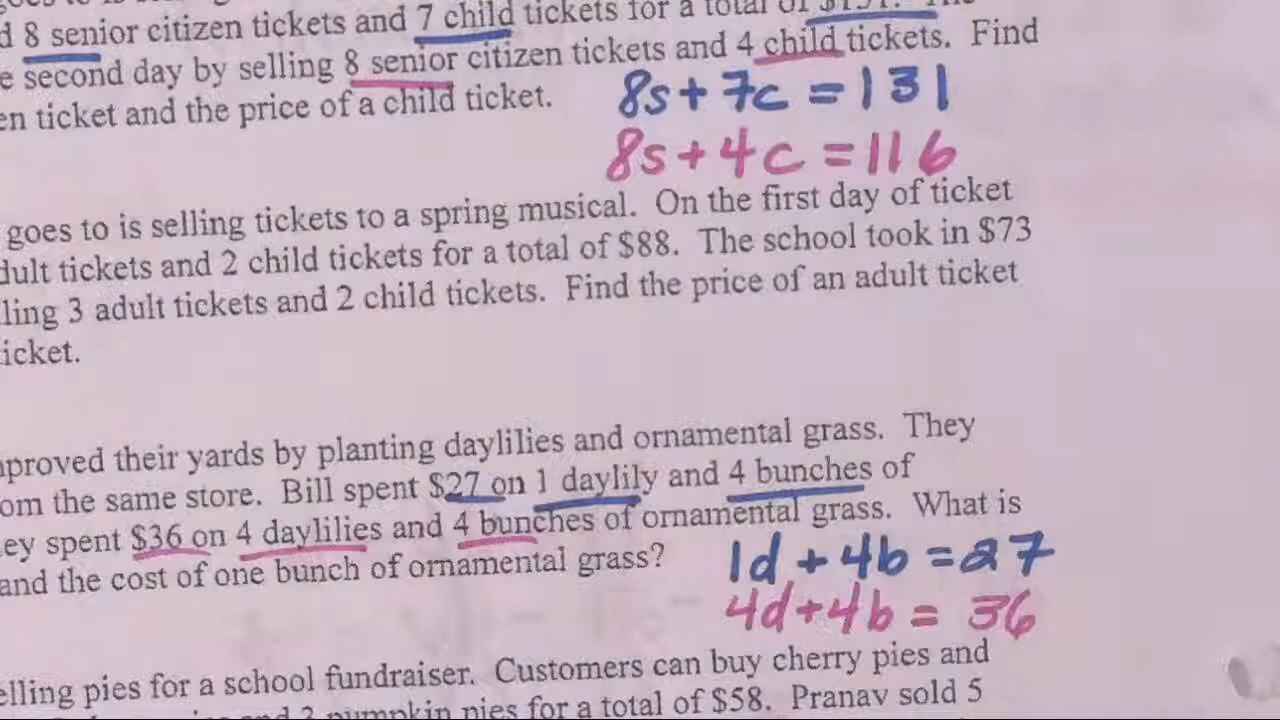 8 senior citizen tickets and 7 child tickets for a total of $131. The
e second day by selling 8 senior citizen tickets and 4 child tickets. Find
en ticket and the price of a child ticket.
8s + 7c = 131
8s + 4c = 116
goes to is selling tickets to a spring musical. On the first day of ticket
dult tickets and 2 child tickets for a total of $88. The school took in $73
ling 3 adult tickets and 2 child tickets. Find the price of an adult ticket
icket.
mproved their yards by planting daylilies and ornamental grass. They
om the same store. Bill spent $27 on 1 daylily and 4 bunches of
ey spent $36 on 4 daylilies and 4 bunches of ornamental grass. What is
and the cost of one bunch of ornamental grass?
1d + 4b = 27
4d + 4b = 36
elling pies for a school fundraiser. Customers can buy cherry pies and
pumpkin pies for a total of $58. Pranav sold 5